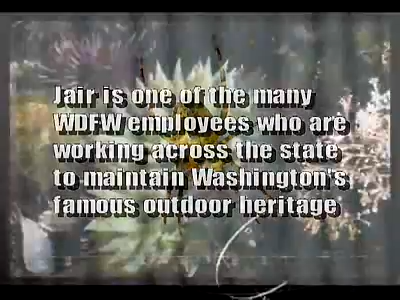 Jair is one of the many
WDFW employees who are
working across the state
to maintain Washington's
famous outdoor heritage